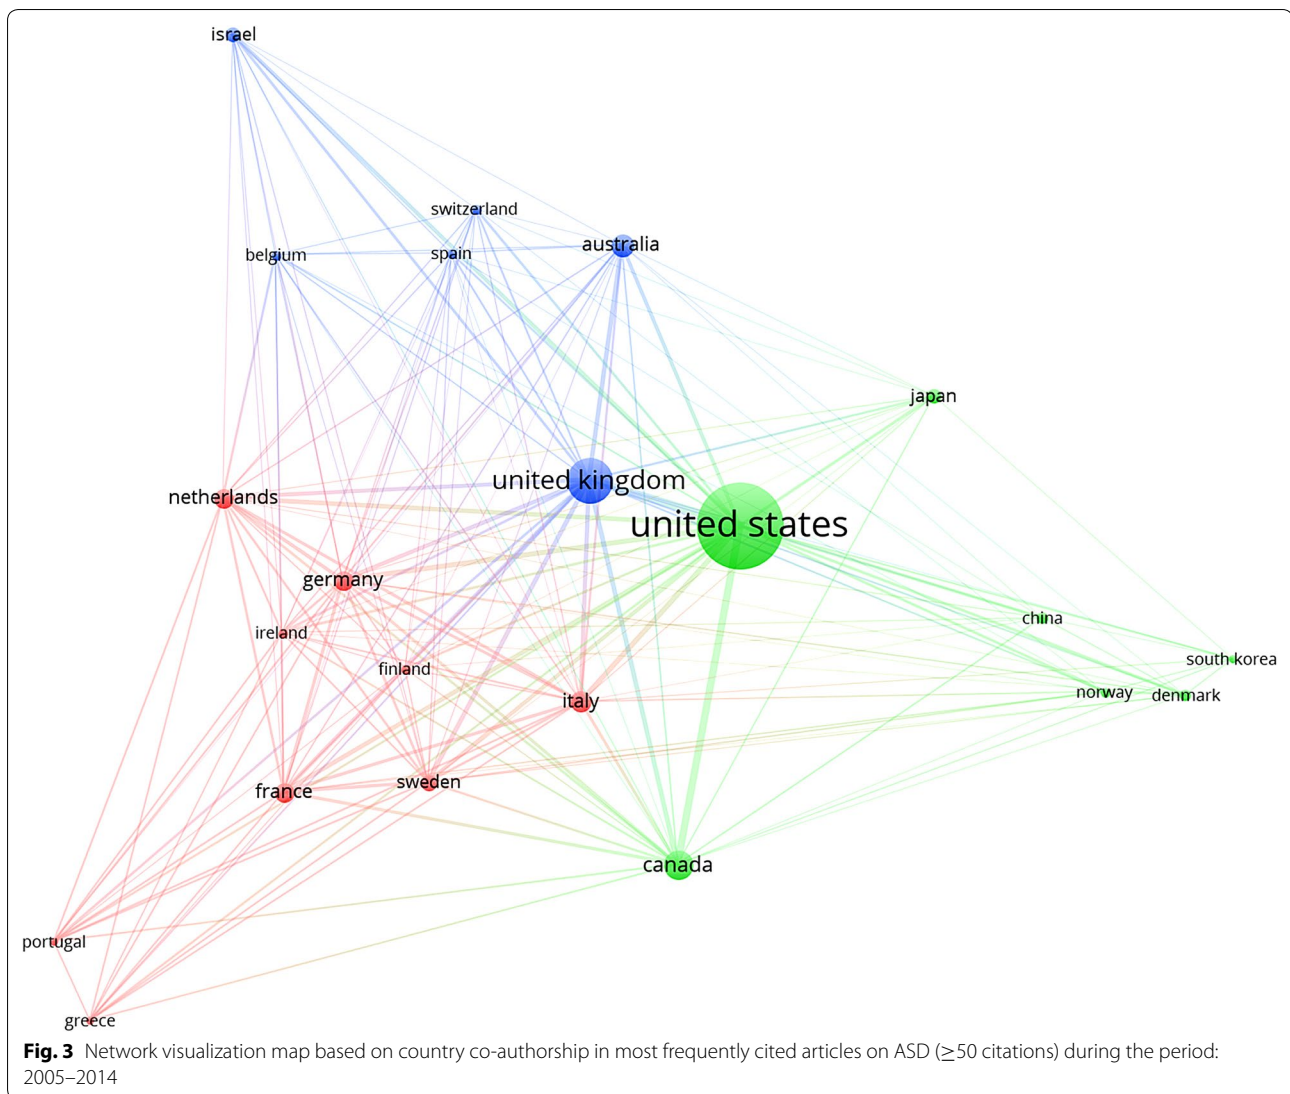 israel
switzerland
australia
belgium
spain
japan
united kingdom
netherlands
united states
germany
china
ireland
south korea
finland
norway
denmark
italy
sweden
france
canada
portugal
greece
Fig. 3 Network visualization map based on country co-authorship in most frequently cited articles on ASD (≥50 citations) during the period:
2005–2014